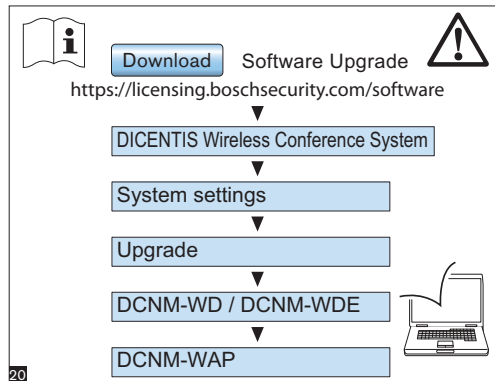 Download Software Upgrade
https://licensing.boschsecurity.com/software
DICENTIS Wireless Conference System
System settings
Upgrade
DCNM-WD / DCNM-WDE
DCNM-WAP
20